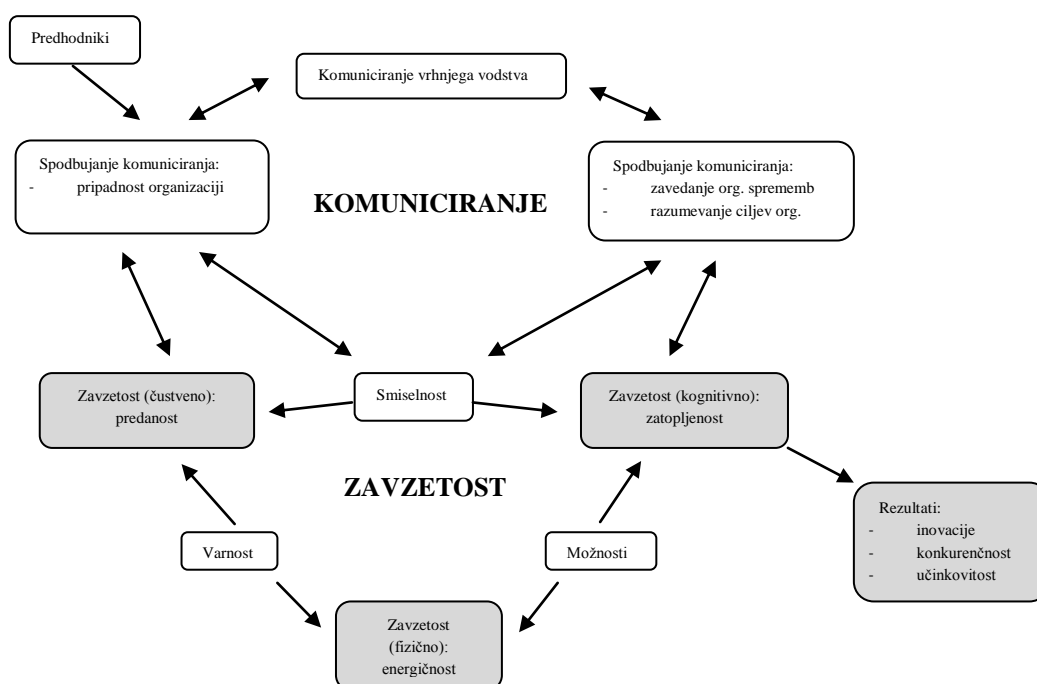 Predhodniki
Komuniciranje vrhnjega vodstva
Spodbujanje komuniciranja:
- pripadnost organizaciji
KOMUNICIRANJE
Spodbujanje komuniciranja:
- zavedanje org. sprememb
- razumevanje ciljev org.
Zavzetost (čustveno):
predanost
Smiselnost
Zavzetost (kognitivno):
zatopljenost
ZAVZETOST
Rezultati:
- inovacije
- konkurenčnost
- učinkovitost
Varnost
Možnosti
Zavzetost
(fizično):
energičnost